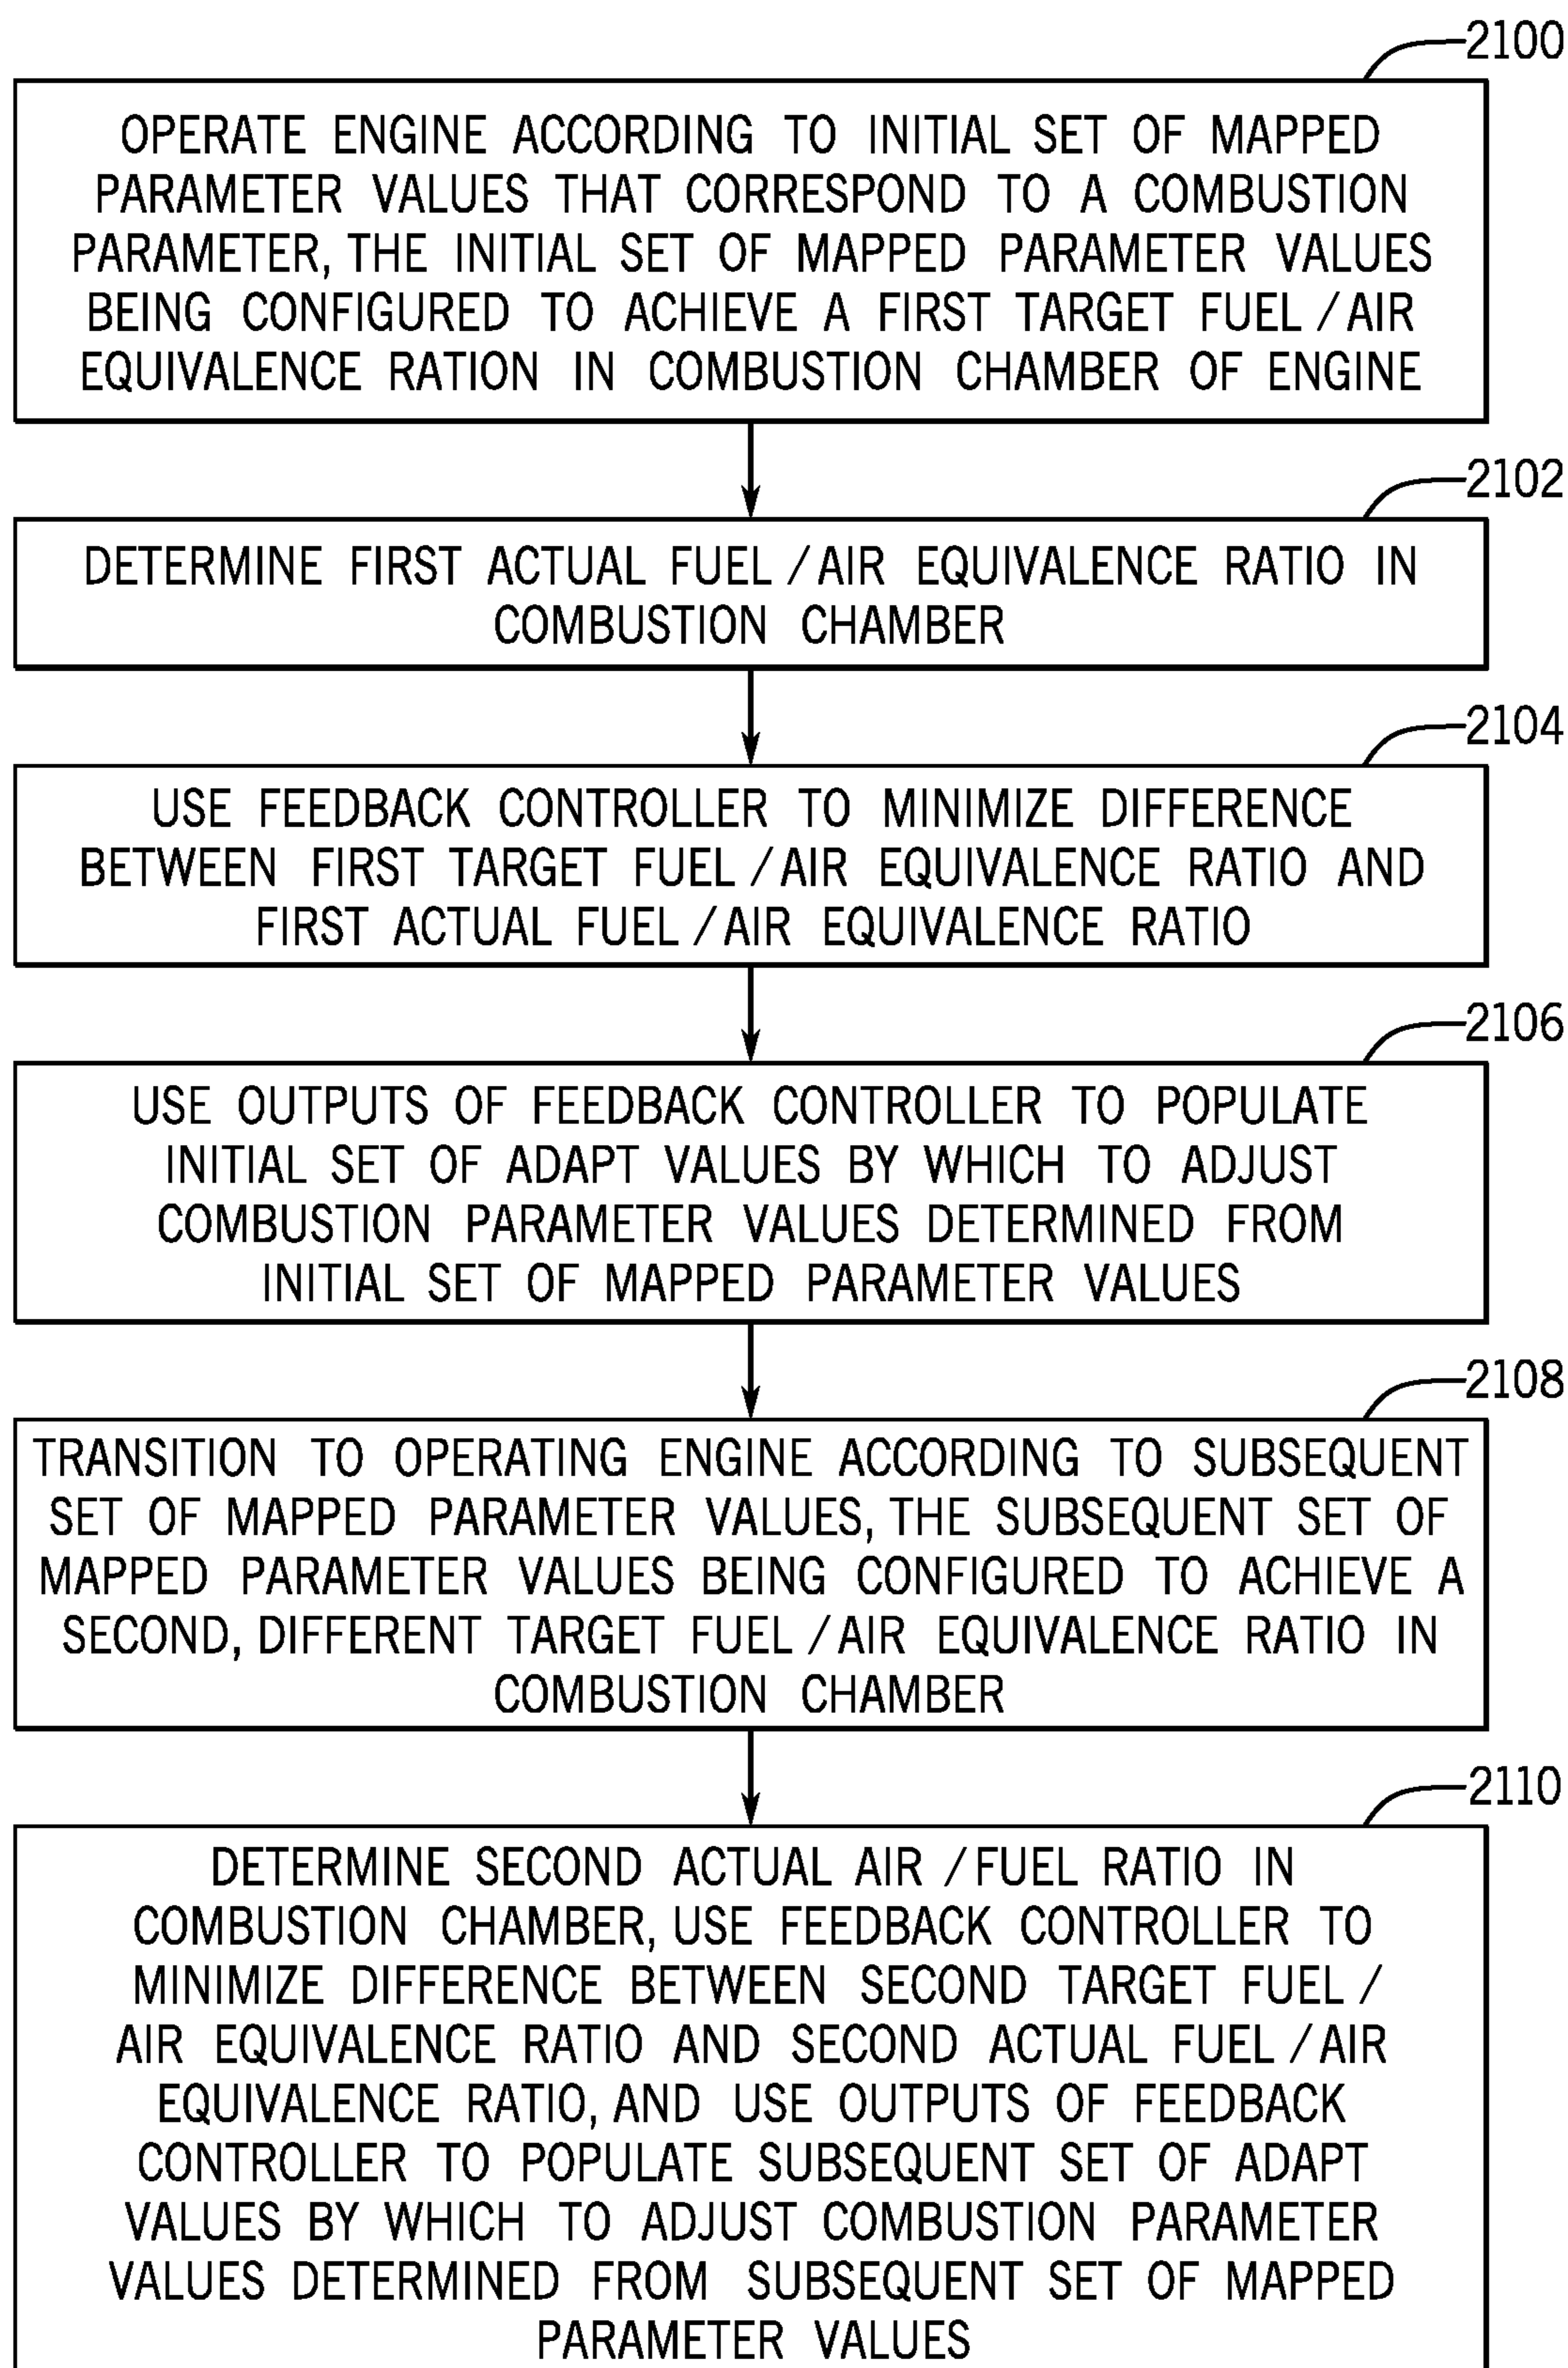 2100
OPERATE ENGINE ACCORDING TO INITIAL SET OF MAPPED
PARAMETER VALUES THAT CORRESPOND TO A COMBUSTION
PARAMETER, THE INITIAL SET OF MAPPED PARAMETER VALUES
BEING CONFIGURED TO ACHIEVE A FIRST TARGET FUEL/AIR
EQUIVALENCE RATION IN COMBUSTION CHAMBER OF ENGINE
2102
DETERMINE FIRST ACTUAL FUEL/AIR EQUIVALENCE RATIO IN
COMBUSTION CHAMBER
2104
USE FEEDBACK CONTROLLER TO MINIMIZE DIFFERENCE
BETWEEN FIRST TARGET FUEL/AIR EQUIVALENCE RATIO AND
FIRST ACTUAL FUEL/AIR EQUIVALENCE RATIO
2106
USE OUTPUTS OF FEEDBACK CONTROLLER TO POPULATE
INITIAL SET OF ADAPT VALUES BY WHICH TO ADJUST
COMBUSTION PARAMETER VALUES DETERMINED FROM
INITIAL SET OF MAPPED PARAMETER VALUES
2108
TRANSITION TO OPERATING ENGINE ACCORDING TO SUBSEQUENT
SET OF MAPPED PARAMETER VALUES, THE SUBSEQUENT SET OF
MAPPED PARAMETER VALUES BEING CONFIGURED TO ACHIEVE A
SECOND, DIFFERENT TARGET FUEL/AIR EQUIVALENCE RATIO IN
COMBUSTION CHAMBER
2110
DETERMINE SECOND ACTUAL AIR/FUEL RATIO IN
COMBUSTION CHAMBER, USE FEEDBACK CONTROLLER TO
MINIMIZE DIFFERENCE BETWEEN SECOND TARGET FUEL/
AIR EQUIVALENCE RATIO AND SECOND ACTUAL FUEL/AIR
EQUIVALENCE RATIO, AND USE OUTPUTS OF FEEDBACK
CONTROLLER TO POPULATE SUBSEQUENT SET OF ADAPT
VALUES BY WHICH TO ADJUST COMBUSTION PARAMETER
VALUES DETERMINED FROM SUBSEQUENT SET OF MAPPED
PARAMETER VALUES